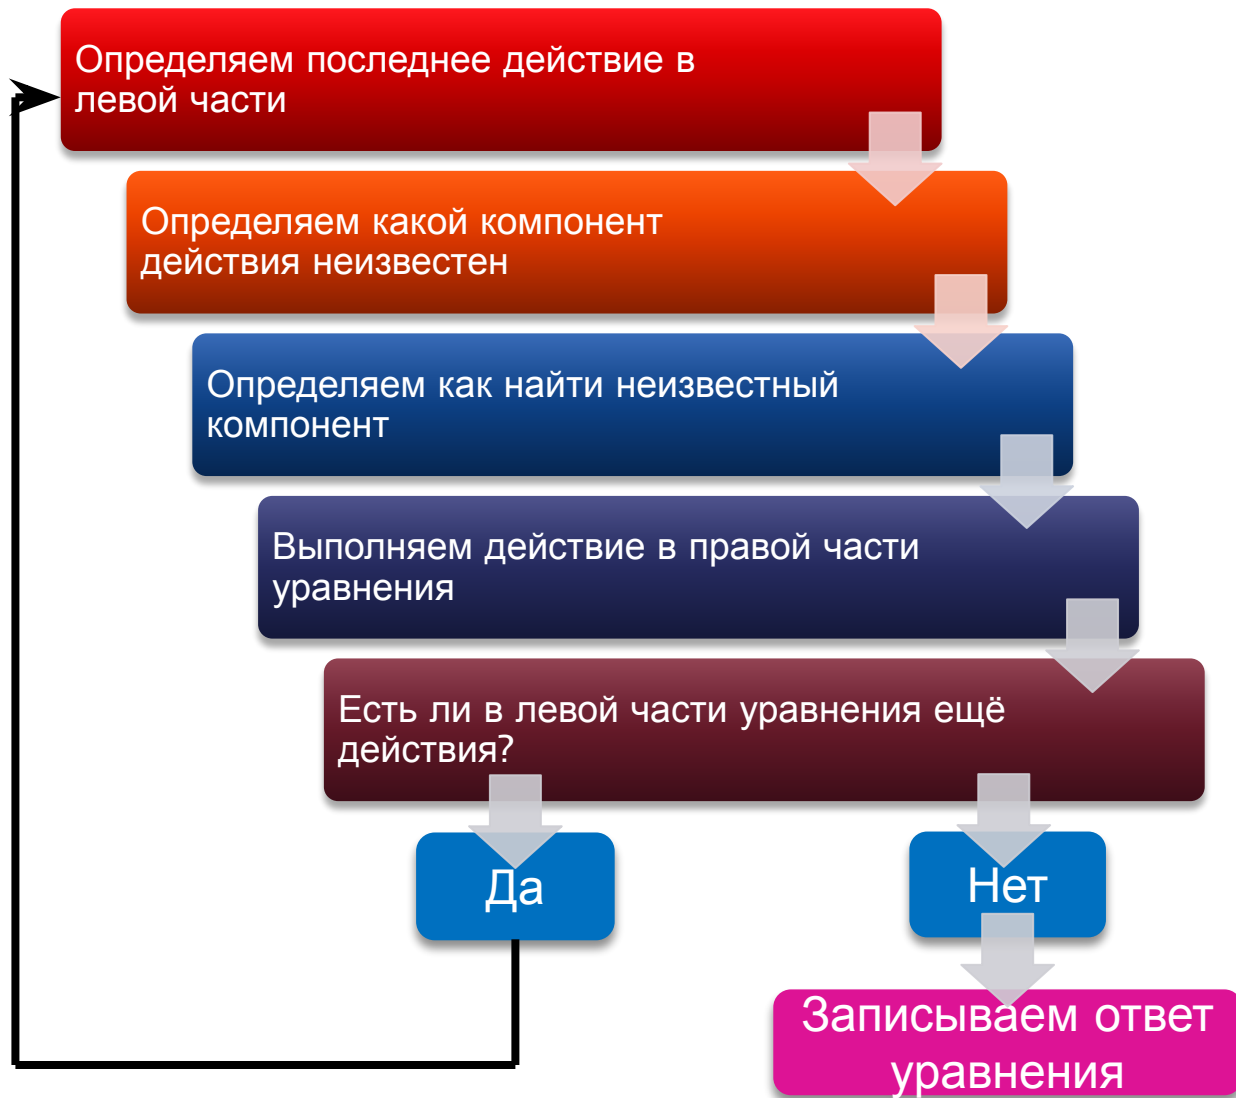 Определяем последнее действие в
левой части
Определяем какой компонент
действия неизвестен
Определяем как найти неизвестный
компонент
Выполняем действие в правой части
уравнения
Есть ли в левой части уравнения ещё
действия?
Да
Нет
Записываем ответ
уравнения